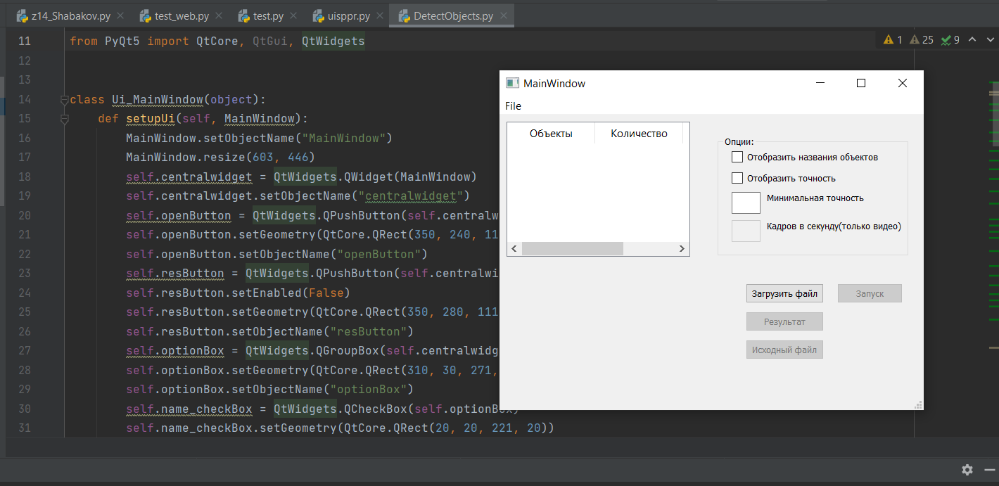 z14_Shabakov.py test_web.py test.py uisppr.py DetectObjects.py
11 from PyQt5 import QtCore, QtGui, QtWidgets
1 25 9
12
13
14 class Ui_MainWindow(object):
15 def setupUi(self, MainWindow):
16 MainWindow.setObjectName("MainWindow")
17 MainWindow.resize(603, 446)
18 self.centralwidget = QtWidgets.QWidget(MainWindow)
19 self.centralwidget.setObjectName("centralwidget")
20 self.openButton = QtWidgets.QPushButton(self.centralw
21 self.openButton.setGeometry(QtCore.QRect(350, 240, 11
22 self.openButton.setObjectName("openButton")
23 self.resButton = QtWidgets.QPushButton(self.centralwi
24 self.resButton.setEnabled(False)
25 self.resButton.setGeometry(QtCore.QRect(350, 280, 111
26 self.resButton.setObjectName("resButton")
27 self.optionBox = QtWidgets.QGroupBox(self.centralwidg
28 self.optionBox.setGeometry(QtCore.QRect(310, 30, 271,
29 self.optionBox.setObjectName("optionBox")
30 self.name_checkBox = QtWidgets.QCheckBox(self.optionBox)
31 self.name_checkBox.setGeometry(QtCore.QRect(20, 20, 221, 20))
MainWindow
File
Объекты Количество
Опции:
Отобразить названия объектов
Отобразить точность
Минимальная точность
Кадров в секунду(только видео)
Загрузить файл Запуск
Результат
Исходный файл